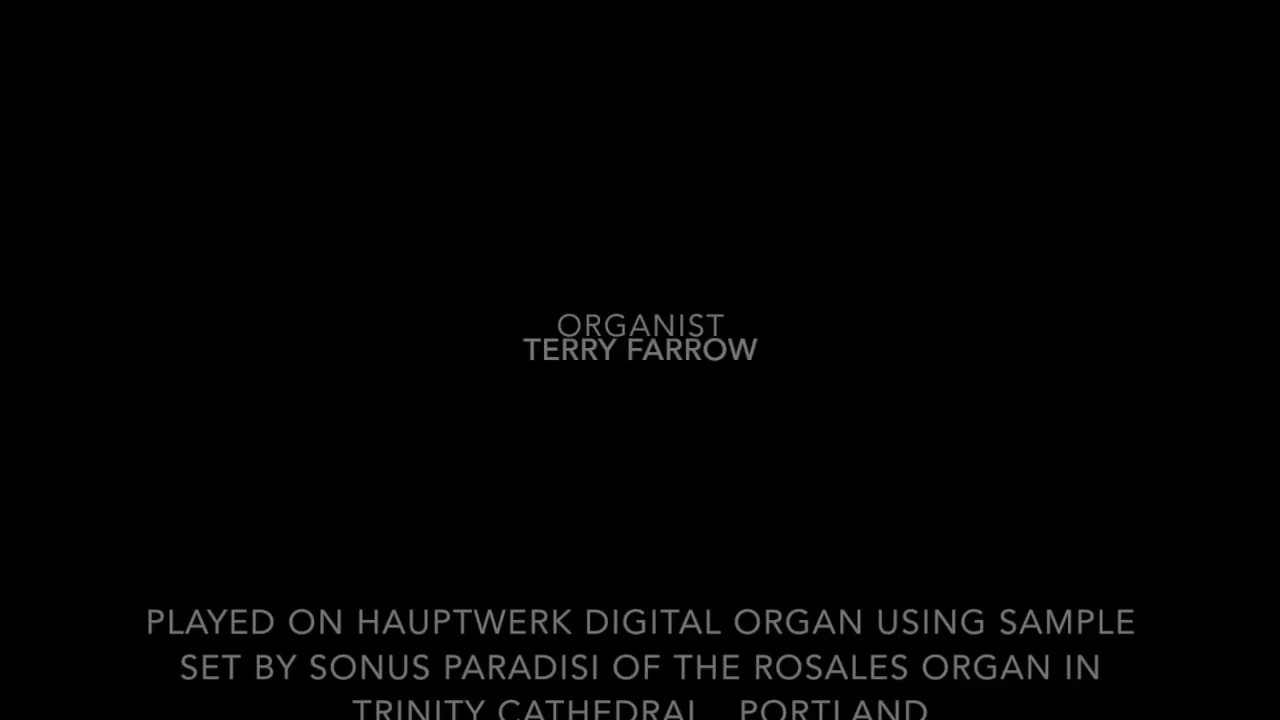 ORGANIST
TERRY FARROW
PLAYED ON HAUPTWERK DIGITAL ORGAN USING SAMPLE
SET BY SONUS PARADISI OF THE ROSALES ORGAN IN
TRINITY CATHEDRAL PORTLAND